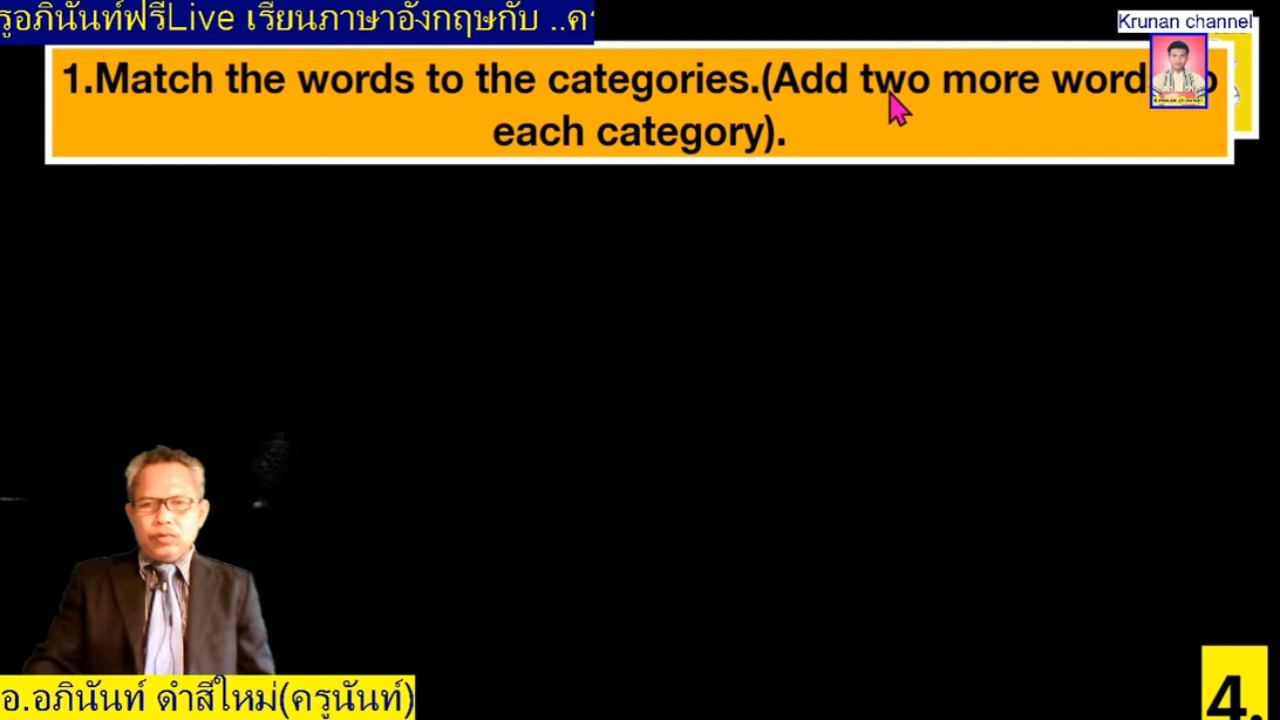 รูอภินันท์ฟรีLive เรียนภาษาอังกฤษกับ ..คร
Krunan channel
1.Match the words to the categories.(Add two more word
each category).
อ.อภินันท์ ดำสีใหม่(ครูนันท์)
4.